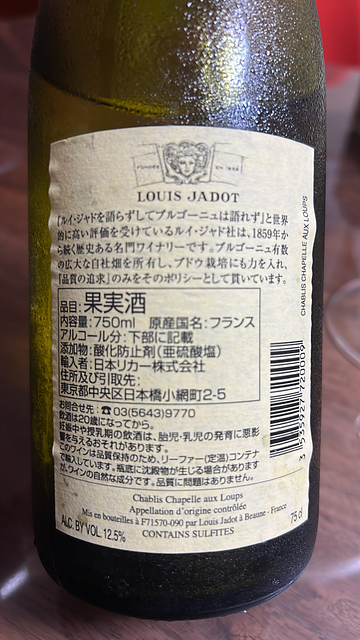 FOUNDED EN 1859
LOUIS JADOT
「ルイ・ジャドを語らずしてブルゴーニュは語れず」と世界
的に高い評価を受けているルイ・ジャド社は、1859年か
ら続く歴史ある名門ワイナリーです。ブルゴーニュ有数
の広大な自社畑を所有し、ブドウ栽培にも力を入れ、
『品質の追求』のみをそのポリシーとして貫いています。
品目:果実酒
内容量:750ml 原産国名:フランス
アルコール分:下部に記載
添加物:酸化防止剤(亜硫酸塩)
輸入者:日本リカー株式会社
住所及び引取先:
東京都中央区日本橋小網町2-5
お問合せ先:☎03(5643)9770
飲酒は20歳になってから。
妊娠中や授乳期の飲酒は、胎児・乳児の発育に悪影
響を与えるおそれがあります。
このワインは品質保持のため、リーファー(定温)コンテナ
で輸入しています。瓶底に沈殿物が生じる場合があります
が、ワインの自然な成分です。品質に問題はありません。
Chablis Chapelle aux Loups
Appellation d'origine contrôlée
Mis en bouteilles à F71570-090 par Louis Jadot à Beaune - France
ALC. BY VOL. 12.5%
CONTAINS SULFITES
75 cl
CHABLIS CHAPELLE AUX LOUPS
3 535927 720009